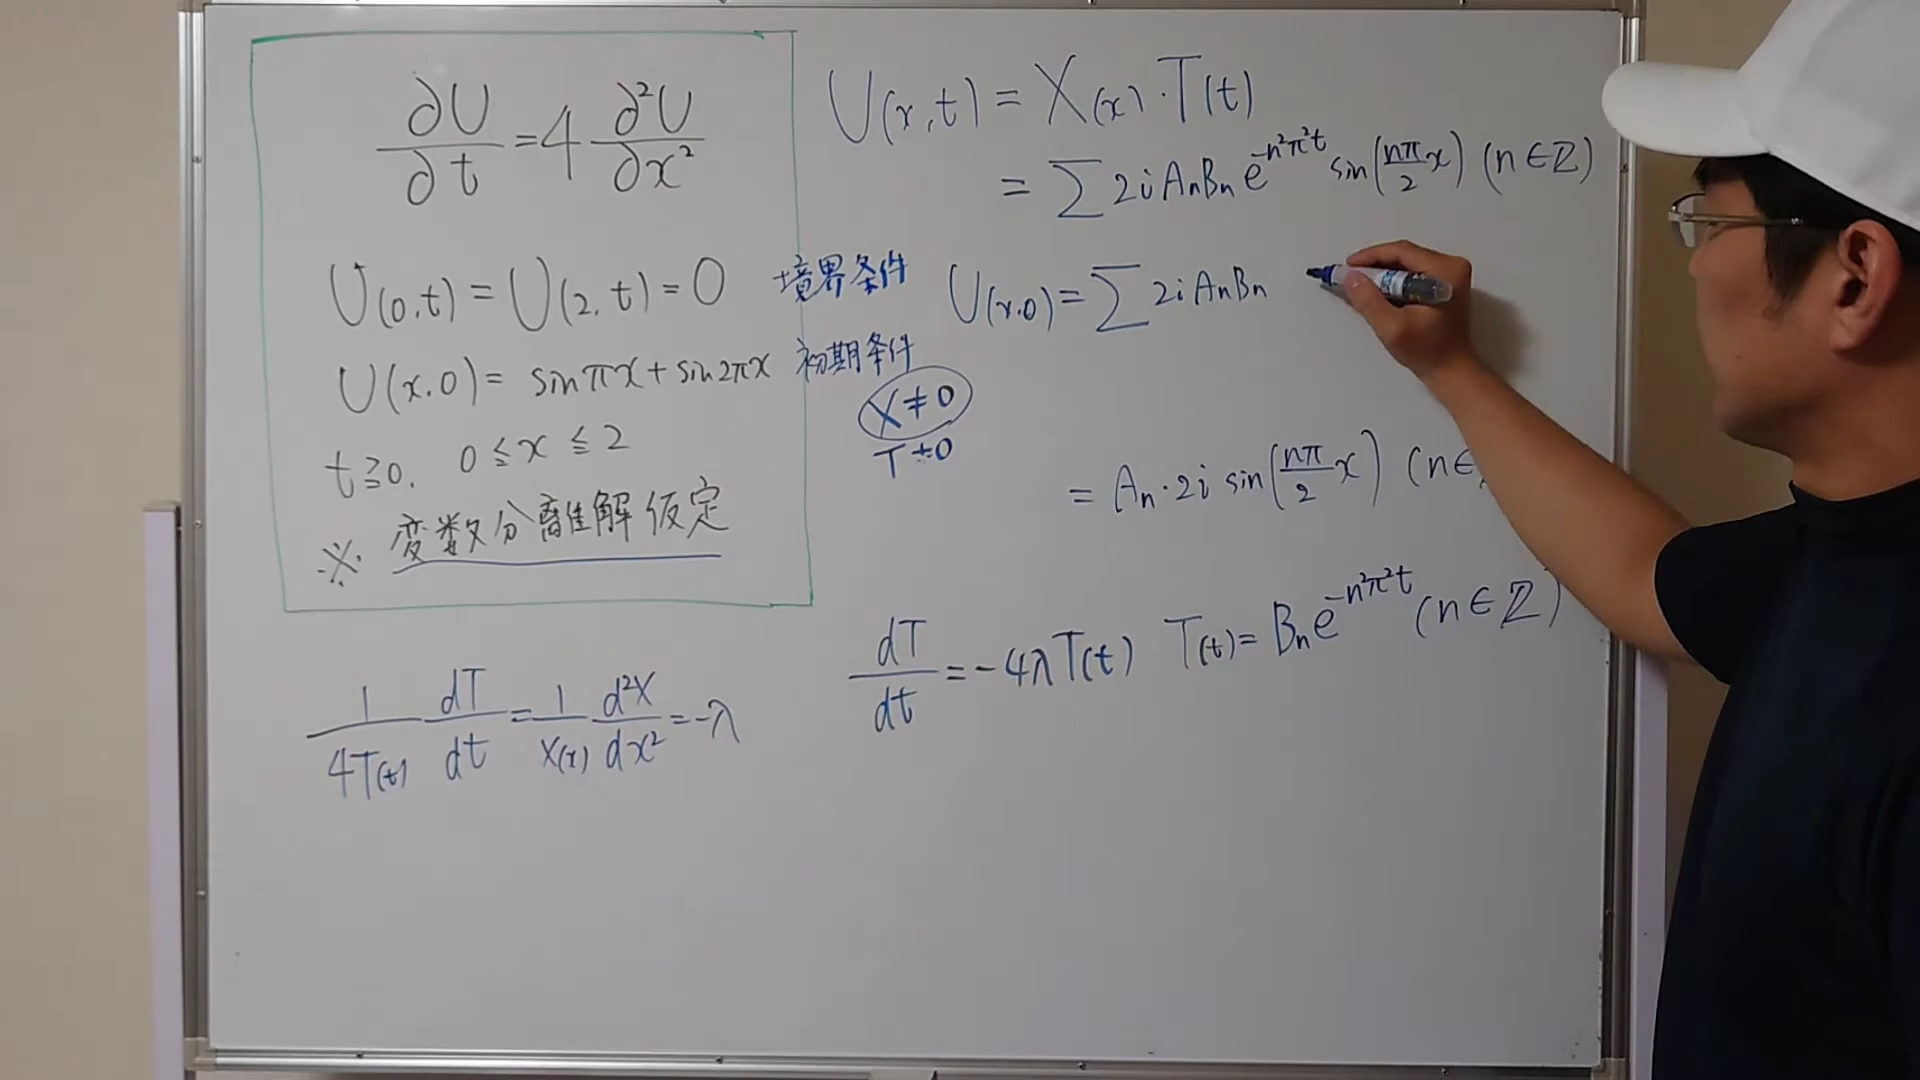 ∂U/∂t = 4 ∂²U/∂x²
U(0,t) = U(2,t) = 0 境界条件
U(x,0) = sinπx + sin2πx 初期条件
t≧0, 0≦x≦2
※ 変数分離解仮定
X≠0
T≠0
1/4T(t) dT/dt = 1/X(x) d²X/dx² = -λ
U(x,t) = X(x)・T(t)
= Σ 2iAnBn e^-n²π²t sin(nπ/2 x) (n∈ℤ)
U(x,0) = Σ 2iAnBn
= An・2i sin(nπ/2 x) (n∈
dT/dt = -4λT(t) T(t) = Bn e^-n²π²t (n∈ℤ)